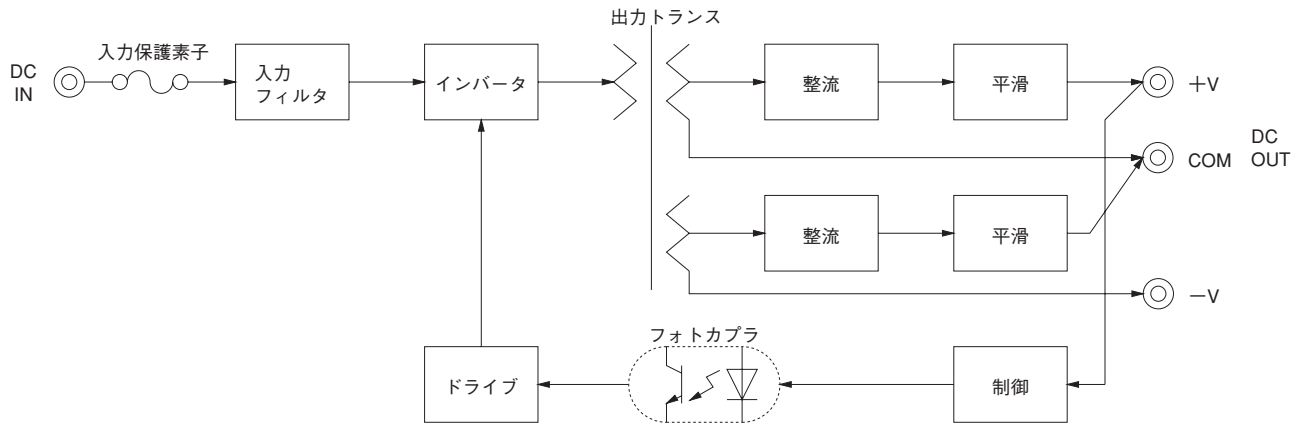 出力トランス
入力保護素子
DC
IN
入力
フィルタ
インバータ
整流
平滑
+V
COM
DC
OUT
整流
平滑
−V
フォトカプラ
ドライブ
制御